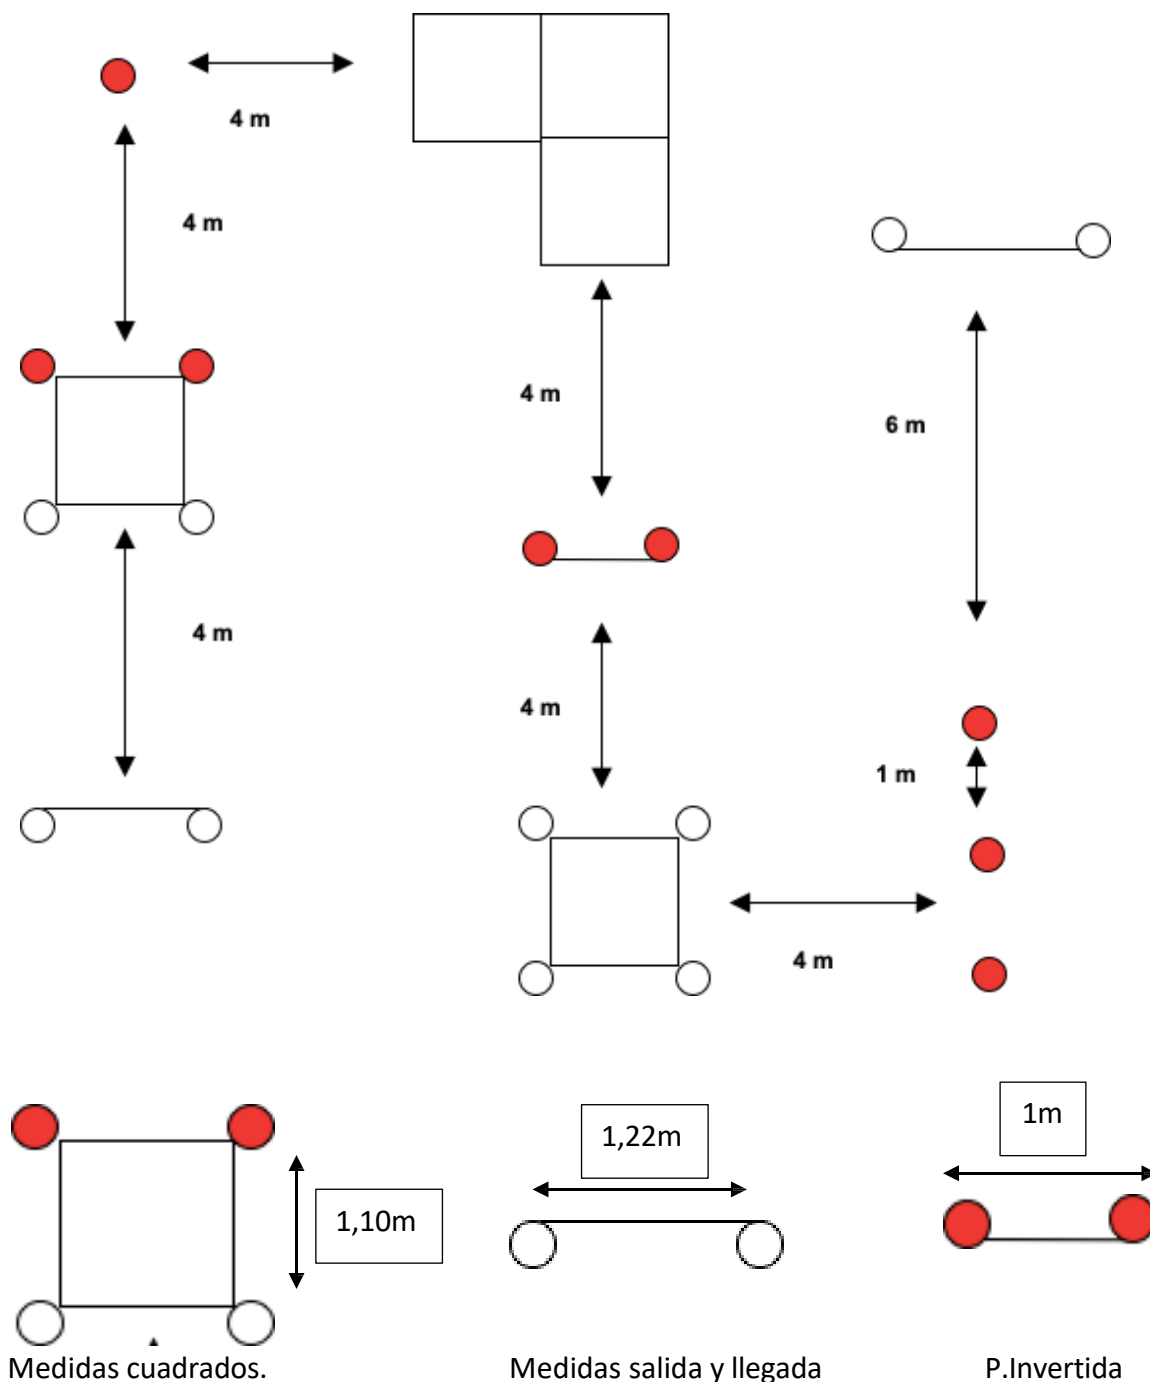 4 m
4 m
4 m
6 m
4 m
4 m
1 m
4 m
1m
1,22m
1,10m
Medidas cuadrados.
Medidas salida y llegada
P.Invertida